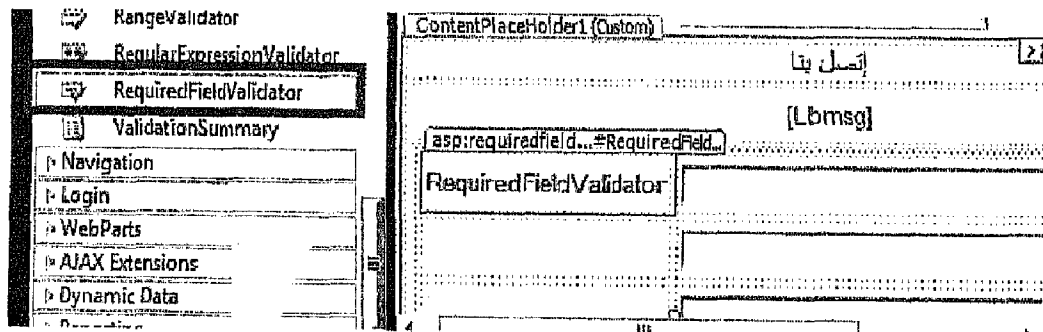 RangeValidator
RegularExpressionValidator
RequiredFieldValidator
ValidationSummary
Navigation
Login
WebParts
AJAX Extensions
Dynamic Data
Reporting
ContentPlaceHolder1 (Custom)
إتصل بنا
[Lbmsg]
asp:requiredfield...#RequiredField...
RequiredFieldValidator